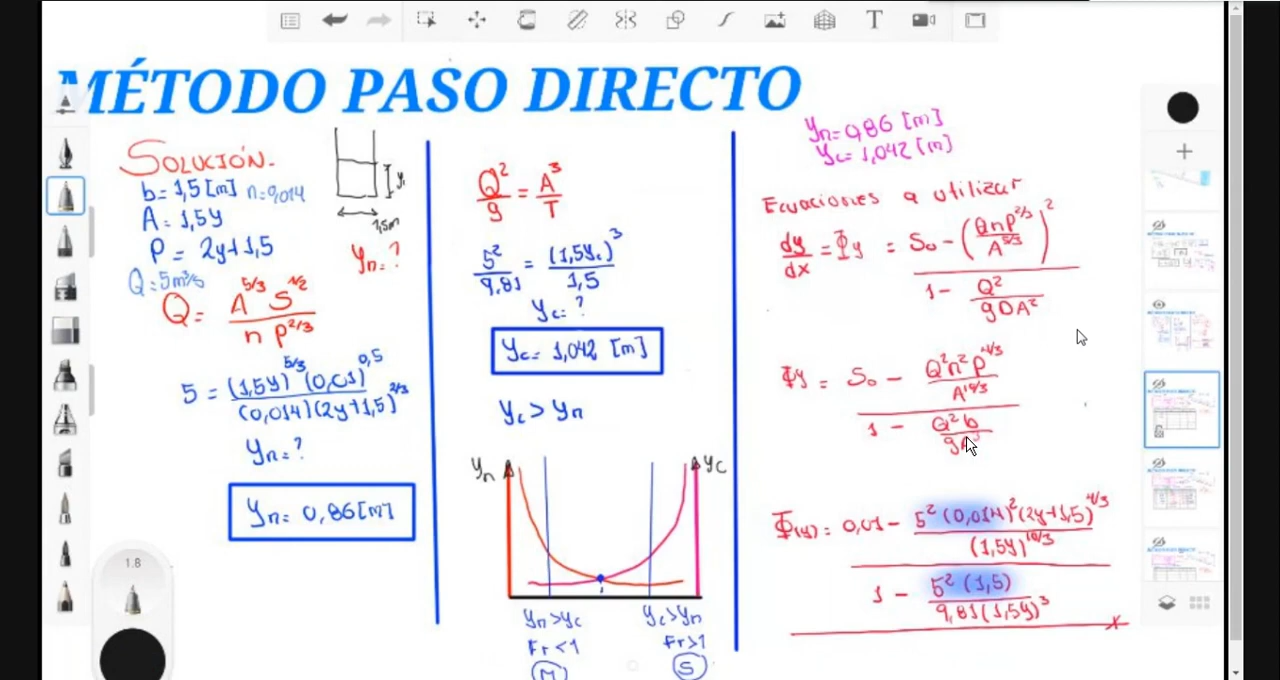 MÉTODO PASO DIRECTO
SOLUCIÓN.
b = 1,5 [m] n=0,014
A = 1,5y
P = 2y+1,5
Q = 5m³/s
1,5m
yn = ?
Q = A^5/3 S^1/2 / n P^2/3
5 = (1,5y)^5/3 (0,01)^0,5 / (0,014)(2y+1,5)^2/3
yn = ?
yn = 0,86 [m]
Q²/g = A³/T
5²/9,81 = (1,5yc)³/1,5
yc = ?
yc = 1,042 [m]
yc > yn
yn yc
yn>yc yc>yn
Fr<1 Fr>1
M S
yn=0,86 [m]
yc=1,042 [m]
Ecuaciones a utilizar
dy/dx = Φy = S₀ - (QnP^2/3 / A^5/3)² / 1 - Q²/gDA²
Φy = S₀ - Q²n²P^4/3 / A^10/3 / 1 - Q²b/gA³
Φ(y) = 0,01 - 5²(0,014)²(2y+1,5)^4/3 / (1,5y)^10/3 / 1 - 5²(1,5) / 9,81(1,5y)³
1.8